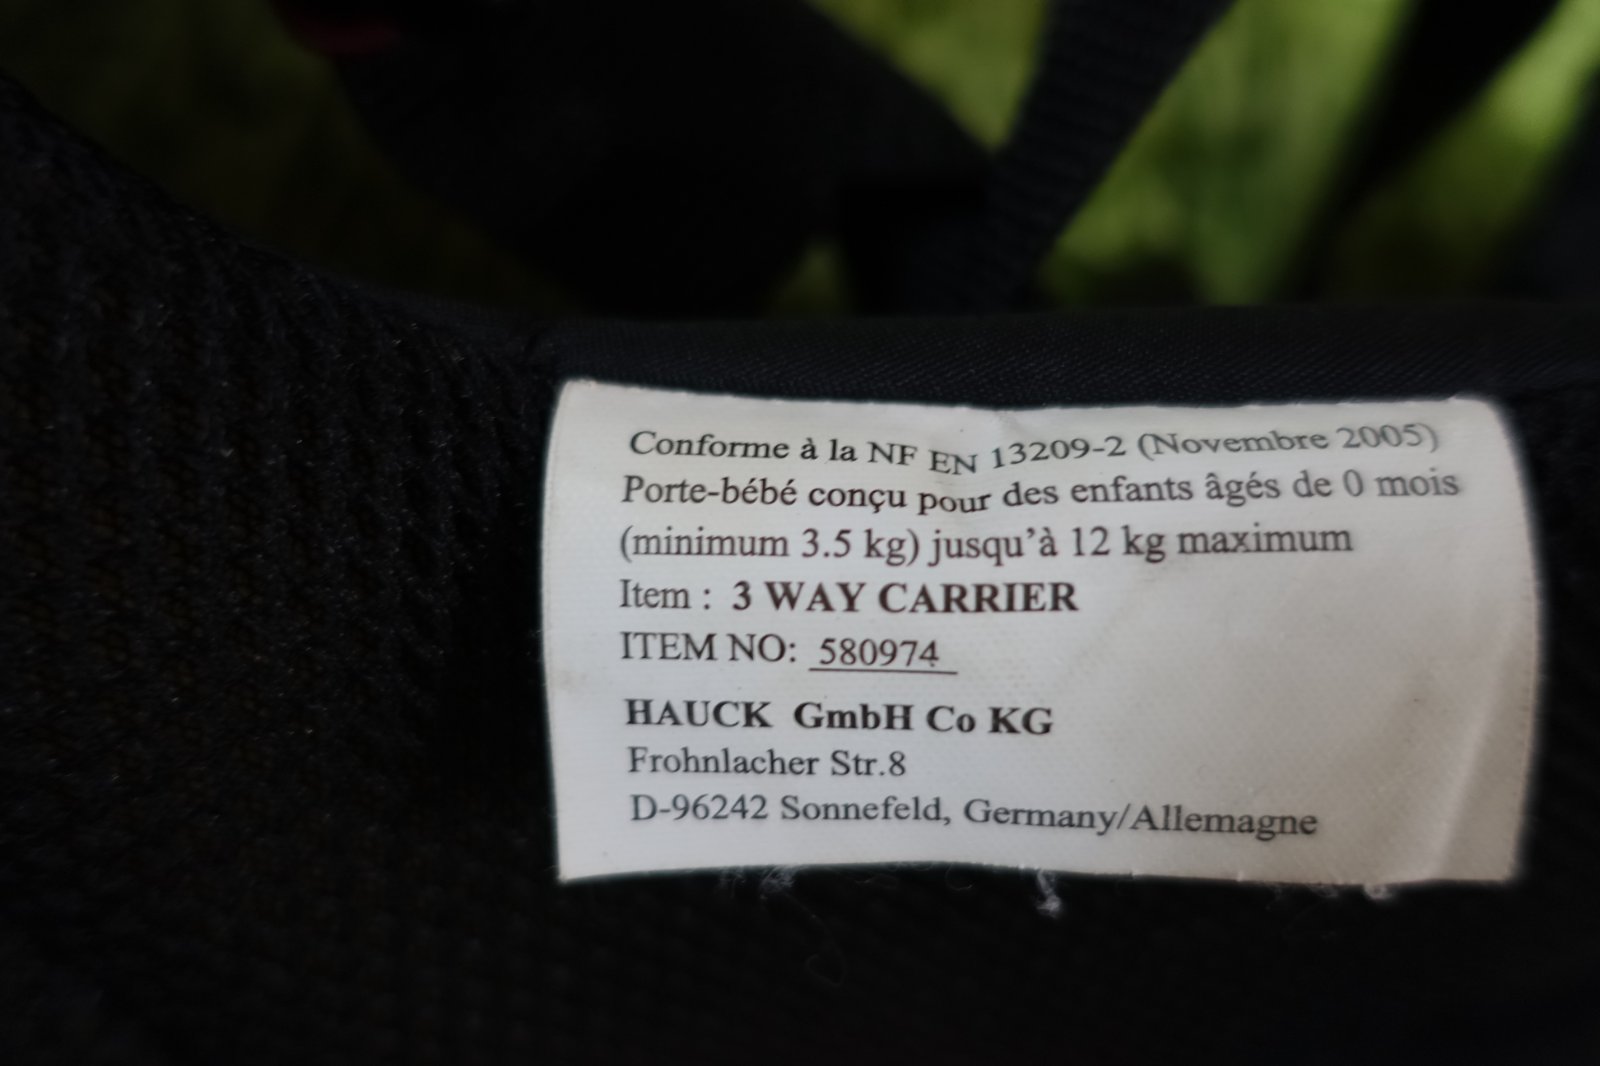 Conforme à la NF EN 13209-2 (Novembre 2005)
Porte-bébé conçu pour des enfants âgés de 0 mois
(minimum 3.5 kg) jusqu'à 12 kg maximum
Item : 3 WAY CARRIER
ITEM NO: 580974
HAUCK GmbH Co KG
Frohnlacher Str.8
D-96242 Sonnefeld, Germany/Allemagne